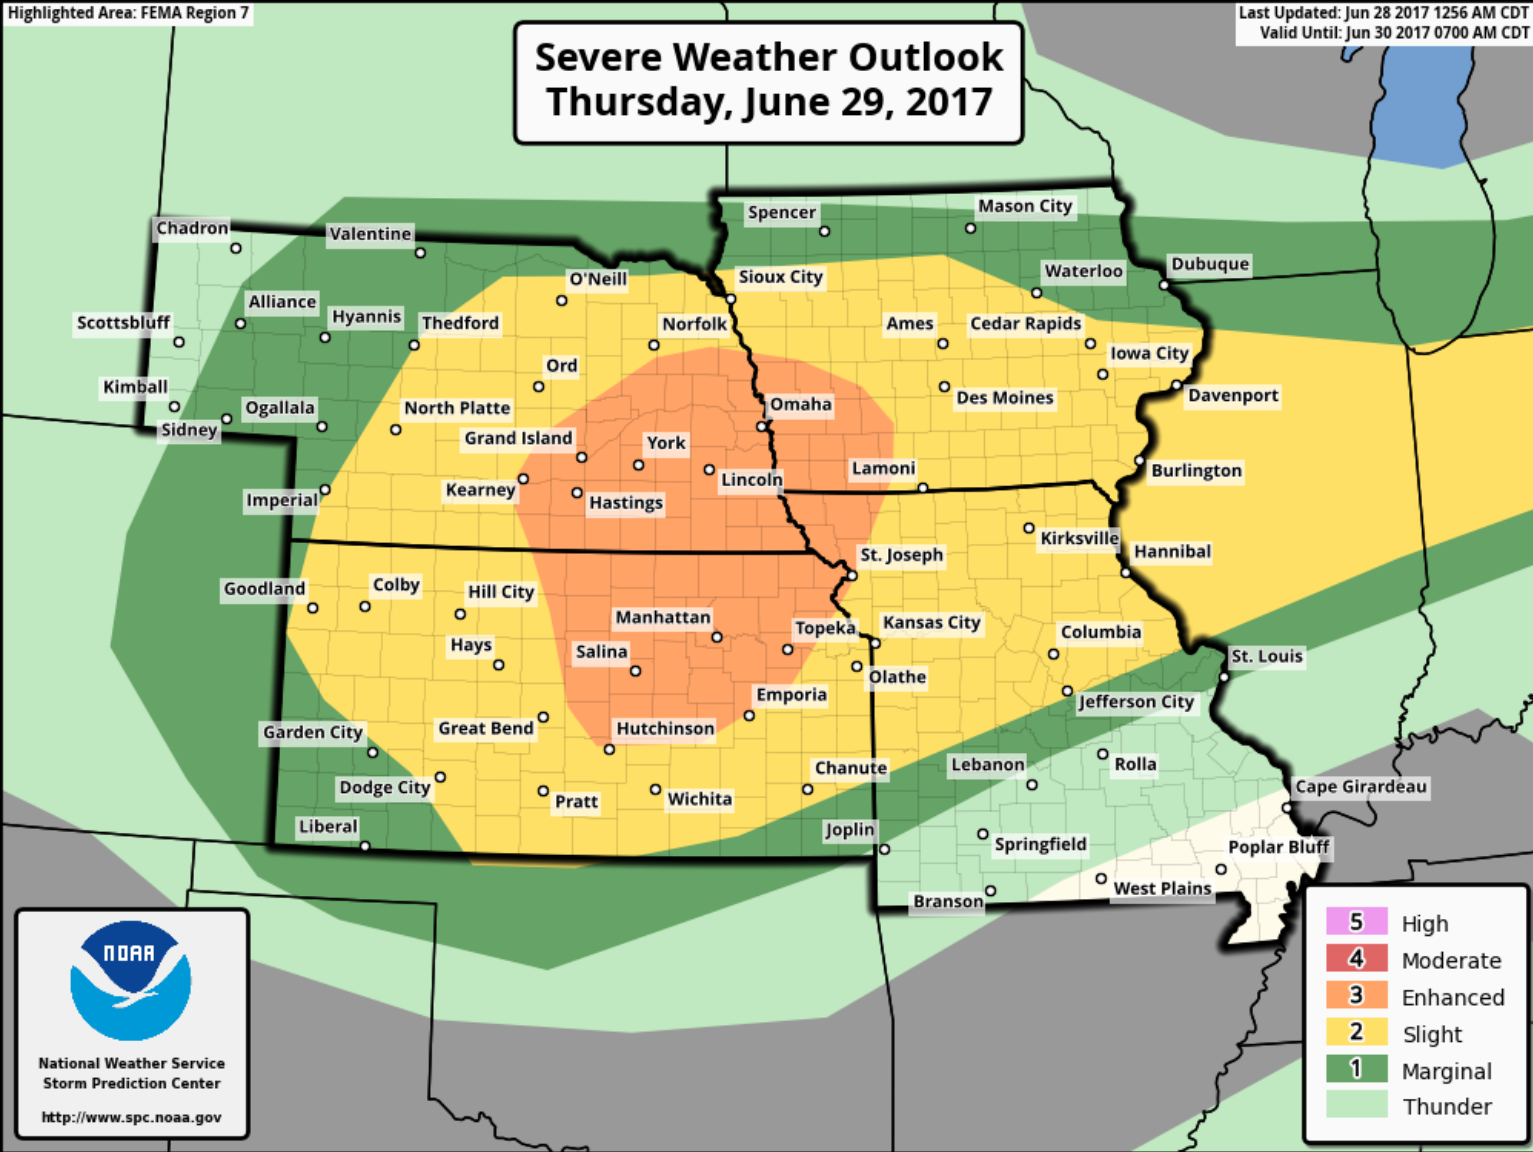 Highlighted Area: FEMA Region 7
Last Updated: Jun 28 2017 1256 AM CDT
Valid Until: Jun 30 2017 0700 AM CDT
Severe Weather Outlook
Thursday, June 29, 2017
Spencer
Mason City
Chadron
Valentine
O'Neill
Sioux City
Waterloo
Dubuque
Alliance
Hyannis
Thedford
Norfolk
Ames
Cedar Rapids
Scottsbluff
Iowa City
Ord
Kimball
Ogallala
North Platte
Omaha
Des Moines
Davenport
Sidney
Grand Island
York
Lamoni
Burlington
Imperial
Kearney
Hastings
Lincoln
Kirksville
Hannibal
St. Joseph
Goodland
Colby
Hill City
Manhattan
Topeka
Kansas City
Columbia
Hays
Salina
Olathe
St. Louis
Emporia
Jefferson City
Garden City
Great Bend
Hutchinson
Chanute
Lebanon
Rolla
Dodge City
Pratt
Wichita
Cape Girardeau
Liberal
Joplin
Springfield
Poplar Bluff
Branson
West Plains
NOAA
National Weather Service
Storm Prediction Center
http://www.spc.noaa.gov
5 High
4 Moderate
3 Enhanced
2 Slight
1 Marginal
Thunder